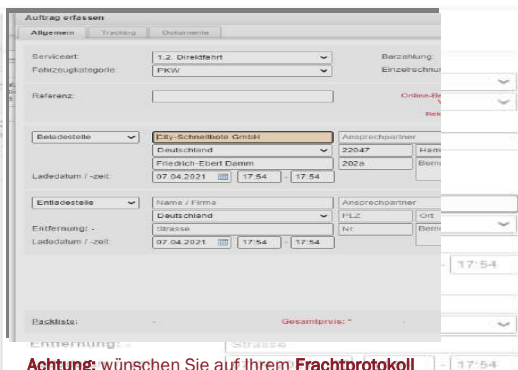 Auftrag erfassen
Allgemein Tracking Dokumente
Serviceart: 1.2. Direktfahrt Barzahlung:
Fahrzeugkategorie PKW
Referenz:
Beladestelle City-Schnellbote GmbH Ansprechpartner
Deutschland 22047
Friedrich-Ebert Damm 202a
Ladedatum / -zeit: 07.04.2021 17:54 - 17:54
Entladestelle Name / Firma Ansprechpartner
Deutschland PLZ Ort
Entfernung: - Strasse Nr.
Ladedatum / -zeit: 07.04.2021 17:54 - 17:54
- 17:54
Packliste: - Gesamtpreis: * -
Entfernung: - Strasse
Achtung: wünschen Sie auf Ihrem Frachtprotokoll - 17:54